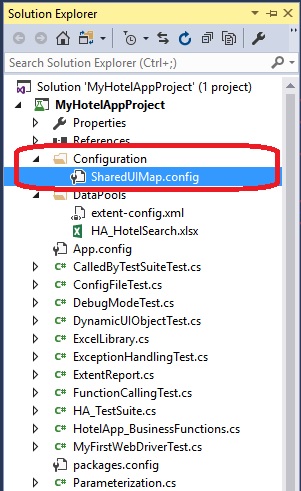 Solution Explorer
Search Solution Explorer (Ctrl+;)
Solution 'MyHotelAppProject' (1 project)
MyHotelAppProject
Properties
References
Configuration
SharedUIMap.config
DataPools
extent-config.xml
HA_HotelSearch.xlsx
App.config
C# CalledByTestSuiteTest.cs
C# ConfigFileTest.cs
C# DebugModeTest.cs
C# DynamicUIObjectTest.cs
C# ExcelLibrary.cs
C# ExceptionHandlingTest.cs
C# ExtentReport.cs
C# FunctionCallingTest.cs
C# HA_TestSuite.cs
C# HotelApp_BusinessFunctions.cs
C# MyFirstWebDriverTest.cs
packages.config
C# Parameterization.cs